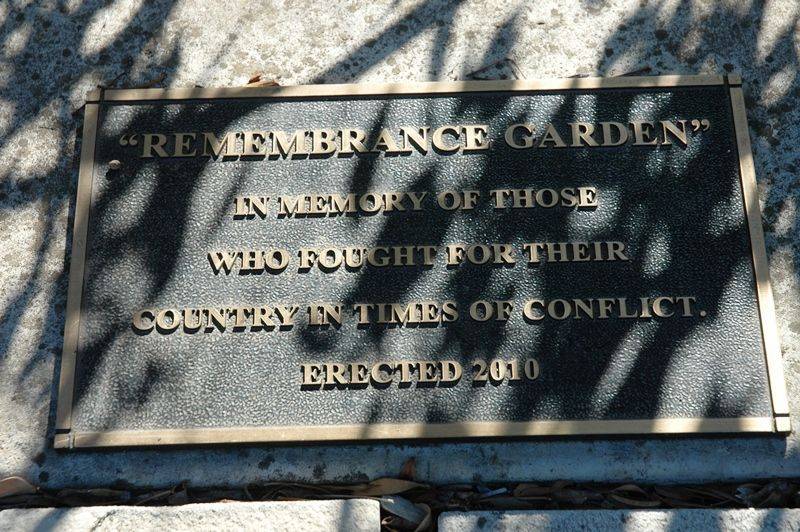 “REMEMBRANCE GARDEN”
IN MEMORY OF THOSE
WHO FOUGHT FOR THEIR
COUNTRY IN TIMES OF CONFLICT.
ERECTED 2010